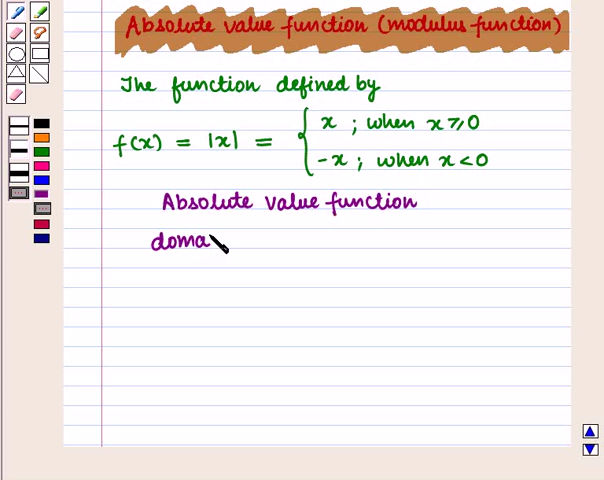 Absolute value function (modulus function)
The function defined by
f(x) = |x| = { x ; when x ⩾ 0
-x ; when x < 0
Absolute value function
doma